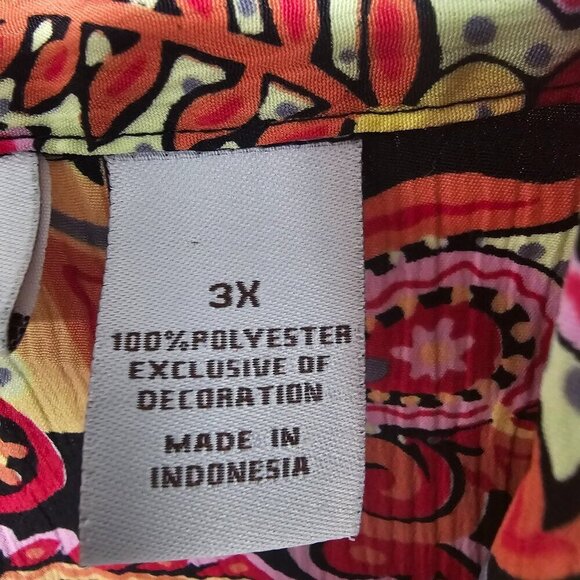 3X
100%POLYESTER
EXCLUSIVE OF
DECORATION
MADE IN
INDONESIA